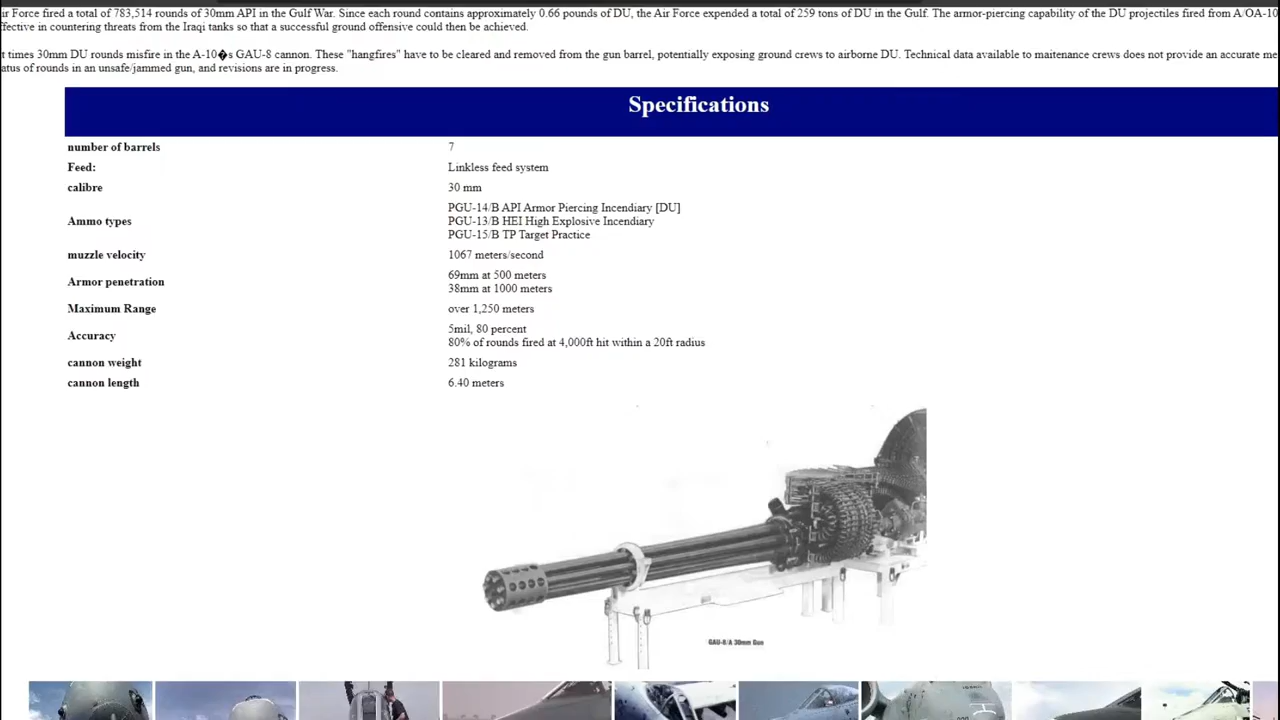 ir Force fired a total of 783,514 rounds of 30mm API in the Gulf War. Since each round contains approximately 0.66 pounds of DU, the Air Force expended a total of 259 tons of DU in the Gulf. The armor-piercing capability of the DU projectiles fired from A/OA-10
ffective in countering threats from the Iraqi tanks so that a successful ground offensive could then be achieved.
t times 30mm DU rounds misfire in the A-10�s GAU-8 cannon. These "hangfires" have to be cleared and removed from the gun barrel, potentially exposing ground crews to airborne DU. Technical data available to maitenance crews does not provide an accurate me
atus of rounds in an unsafe/jammed gun, and revisions are in progress.
Specifications
number of barrels 7
Feed: Linkless feed system
calibre 30 mm
Ammo types PGU-14/B API Armor Piercing Incendiary [DU]
PGU-13/B HEI High Explosive Incendiary
PGU-15/B TP Target Practice
muzzle velocity 1067 meters/second
Armor penetration 69mm at 500 meters
38mm at 1000 meters
Maximum Range over 1,250 meters
Accuracy 5mil, 80 percent
80% of rounds fired at 4,000ft hit within a 20ft radius
cannon weight 281 kilograms
cannon length 6.40 meters
GAU-8/A 30mm Gun